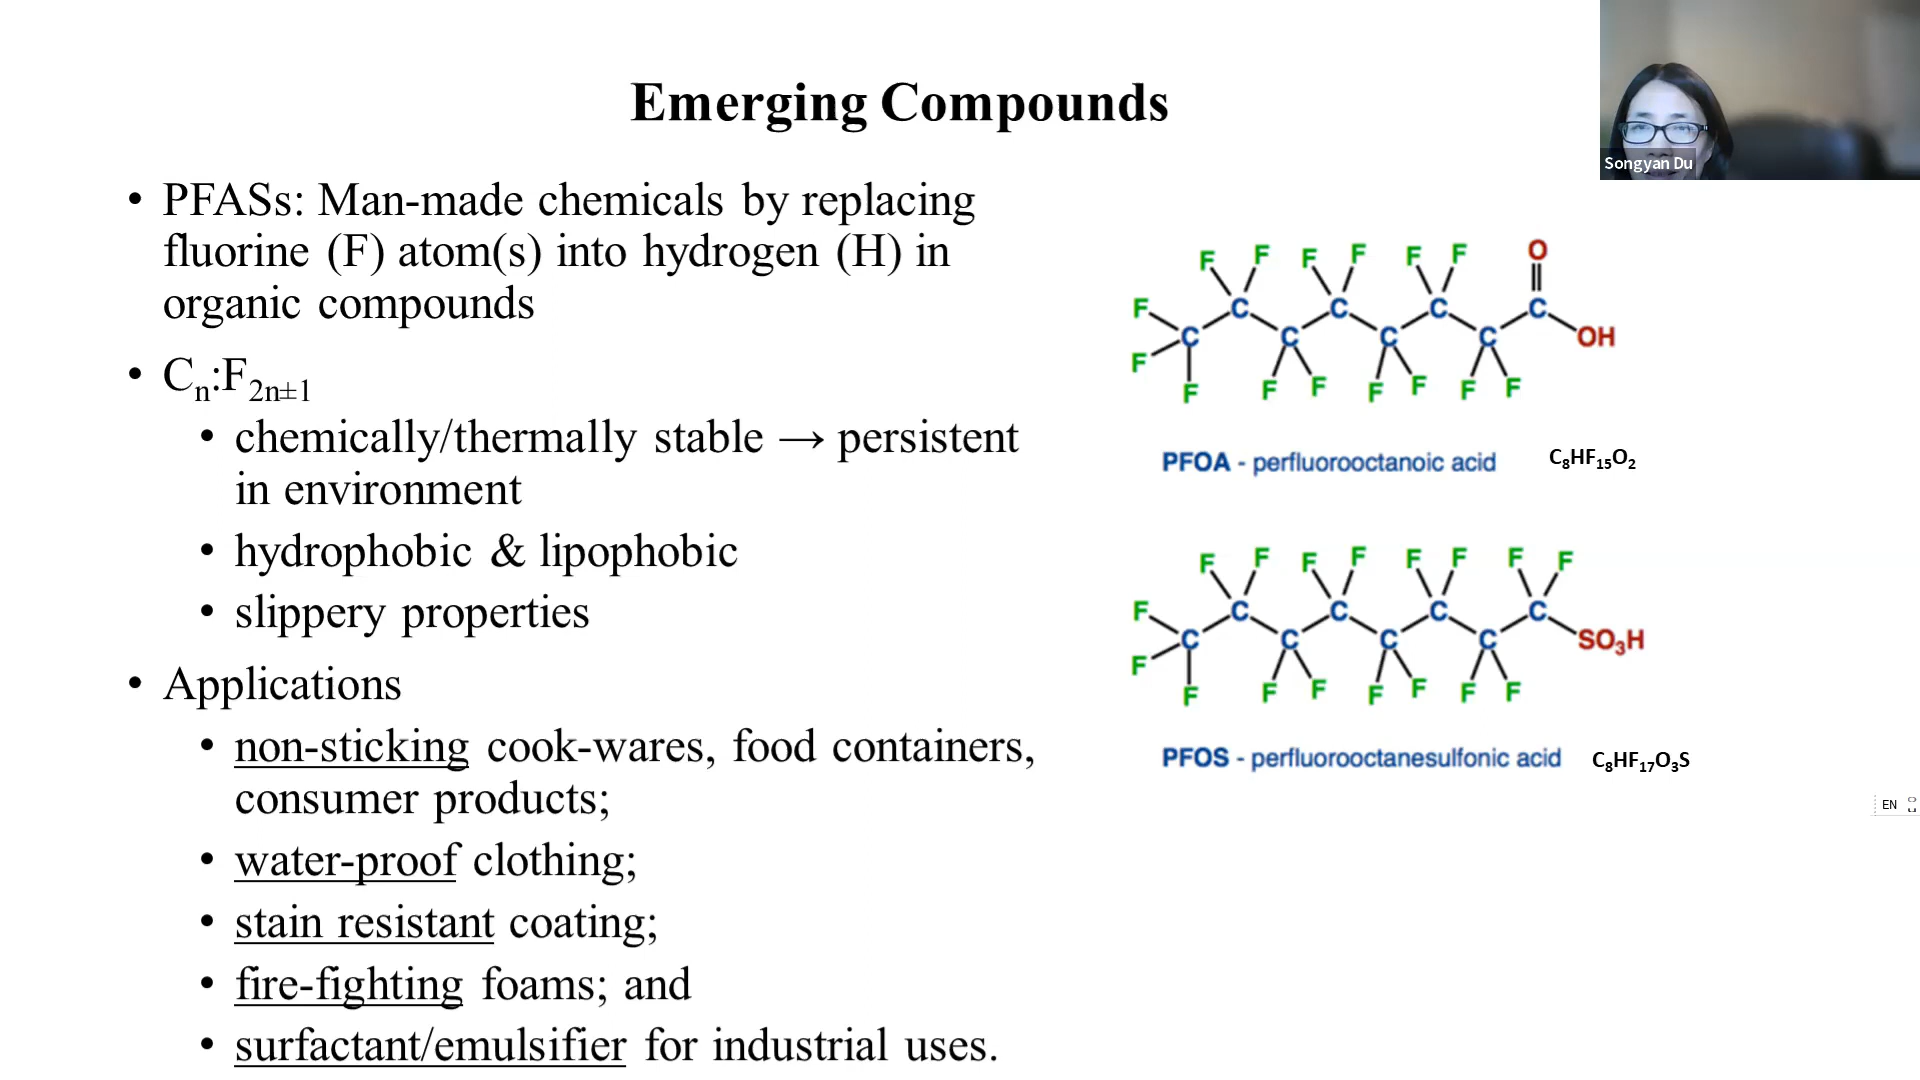 Emerging Compounds
Songyan Du
• PFASs: Man-made chemicals by replacing
fluorine (F) atom(s) into hydrogen (H) in
organic compounds
• Cₙ:F₂ₙ±₁
• chemically/thermally stable → persistent
in environment
• hydrophobic & lipophobic
• slippery properties
• Applications
• non-sticking cook-wares, food containers,
consumer products;
• water-proof clothing;
• stain resistant coating;
• fire-fighting foams; and
• surfactant/emulsifier for industrial uses.
F F F F F F O
F C C C C
C C C C OH
F
F F F F F F F
PFOA - perfluorooctanoic acid C₈HF₁₅O₂
F F F F F F F F
F C C C C
C C C C SO₃H
F
F F F F F F F
PFOS - perfluorooctanesulfonic acid C₈HF₁₇O₃S
EN